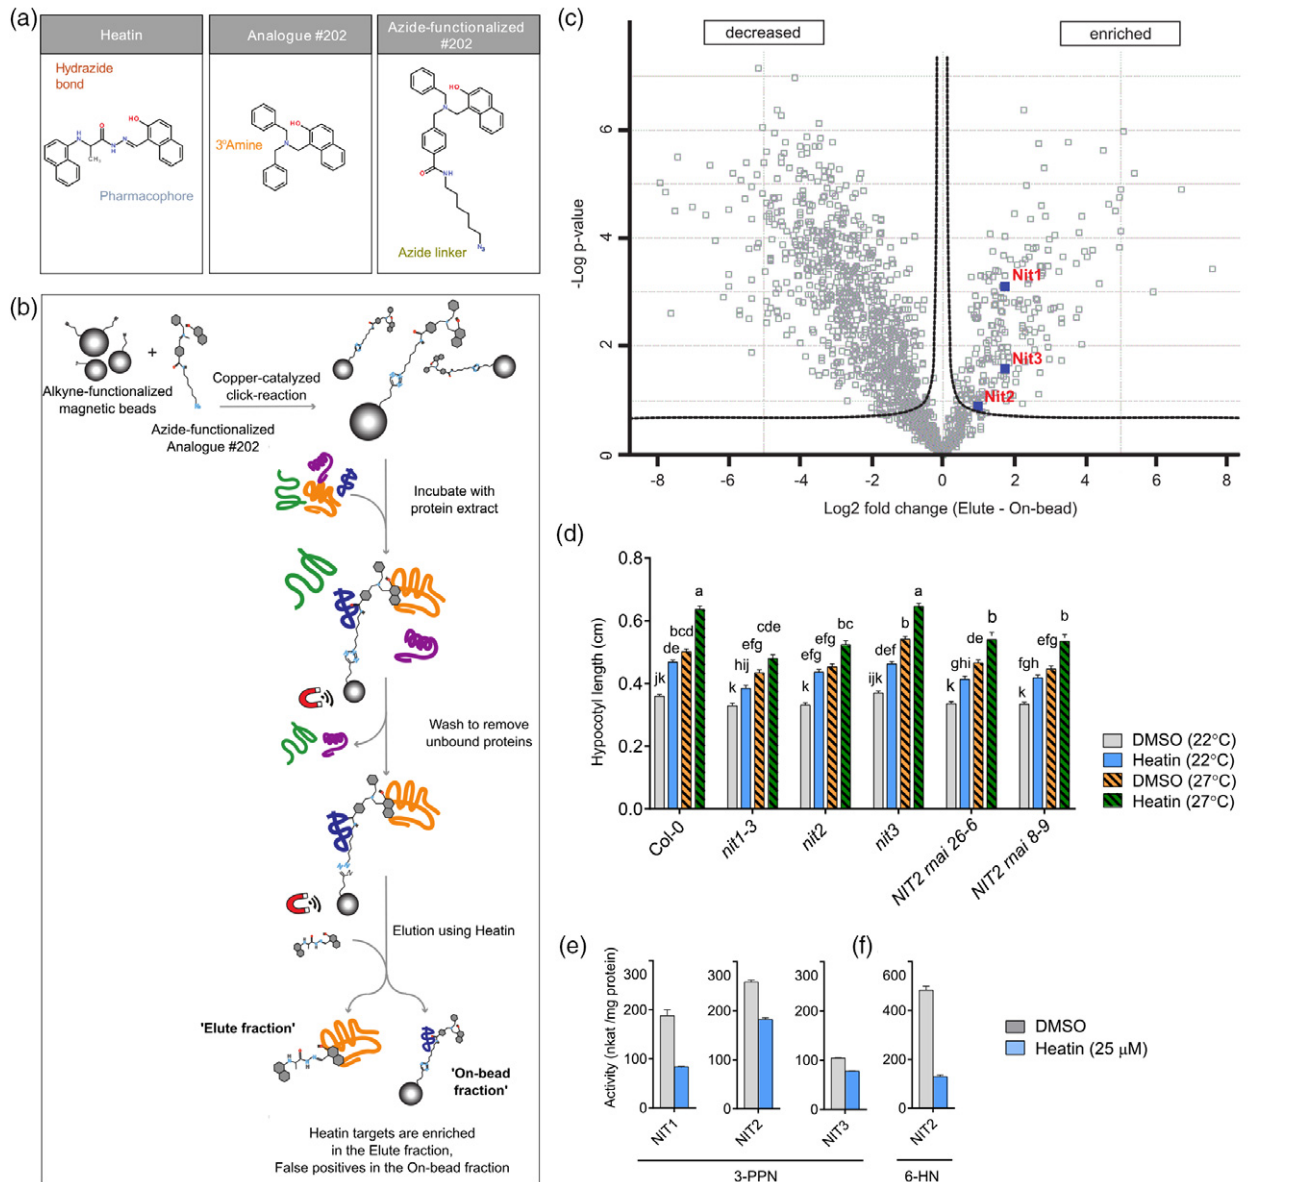 (a)
Heatin
Analogue #202
Azide-functionalized
#202
Hydrazide
bond
HO
H
N
O
N
H
N
CH₃
Pharmacophore
HO
N
3ºAmine
HO
N
O
NH
N₃
Azide linker
(b)
+
Alkyne-functionalized
magnetic beads
Copper-catalyzed
click-reaction
Azide-functionalized
Analogue #202
Incubate with
protein extract
Wash to remove
unbound proteins
Elution using Heatin
'Elute fraction'
'On-bead
fraction'
Heatin targets are enriched
in the Elute fraction,
False positives in the On-bead fraction
(c)
decreased
enriched
-Log p-value
6
4
2
0
Nit1
Nit3
Nit2
-8 -6 -4 -2 0 2 4 6 8
Log2 fold change (Elute - On-bead)
(d)
Hypocotyl length (cm)
0.8
0.6
0.4
0.2
0.0
jk de bcd a
k hij efg cde
k efg efg bc
ijk def b a
k ghi de b
k fgh efg b
Col-0
nit1-3
nit2
nit3
NIT2 rnai 26-6
NIT2 rnai 8-9
DMSO (22°C)
Heatin (22°C)
DMSO (27°C)
Heatin (27°C)
(e)
Activity (nkat /mg protein)
300
200
100
0
NIT1
300
200
100
0
NIT2
300
200
100
0
NIT3
3-PPN
(f)
600
400
200
0
NIT2
6-HN
DMSO
Heatin (25 µM)